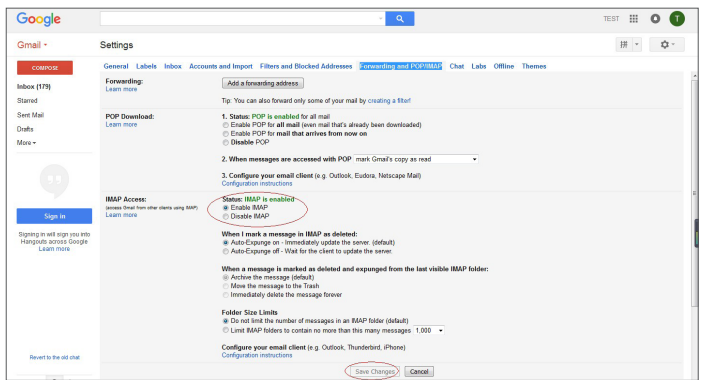 Google
TEST
T
Gmail
Settings
COMPOSE
General Labels Inbox Accounts and Import Filters and Blocked Addresses Forwarding and POP/IMAP Chat Labs Offline Themes
Inbox (179)
Starred
Sent Mail
Drafts
More
Forwarding:
Learn more
Add a forwarding address
Tip: You can also forward only some of your mail by creating a filter!
POP Download:
Learn more
1. Status: POP is enabled for all mail
Enable POP for all mail (even mail that's already been downloaded)
Enable POP for mail that arrives from now on
Disable POP
2. When messages are accessed with POP mark Gmail's copy as read
3. Configure your email client (e.g. Outlook, Eudora, Netscape Mail)
Configuration instructions
Sign in
Signing in will sign you into
Hangouts across Google
Learn more
IMAP Access:
(access Gmail from other clients using IMAP)
Learn more
Status: IMAP is enabled
Enable IMAP
Disable IMAP
When I mark a message in IMAP as deleted:
Auto-Expunge on - Immediately update the server. (default)
Auto-Expunge off - Wait for the client to update the server.
When a message is marked as deleted and expunged from the last visible IMAP folder:
Archive the message (default)
Move the message to the Trash
Immediately delete the message forever
Folder Size Limits
Do not limit the number of messages in an IMAP folder (default)
Limit IMAP folders to contain no more than this many messages 1,000
Configure your email client (e.g. Outlook, Thunderbird, iPhone)
Configuration instructions
Revert to the old chat
Save Changes Cancel